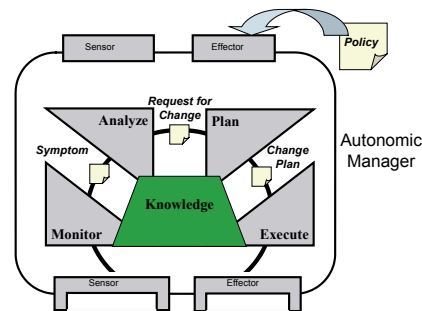 Sensor
Effector
Policy
Request for
Change
Analyze
Plan
Symptom
Change
Plan
Autonomic
Manager
Knowledge
Monitor
Execute
Sensor
Effector